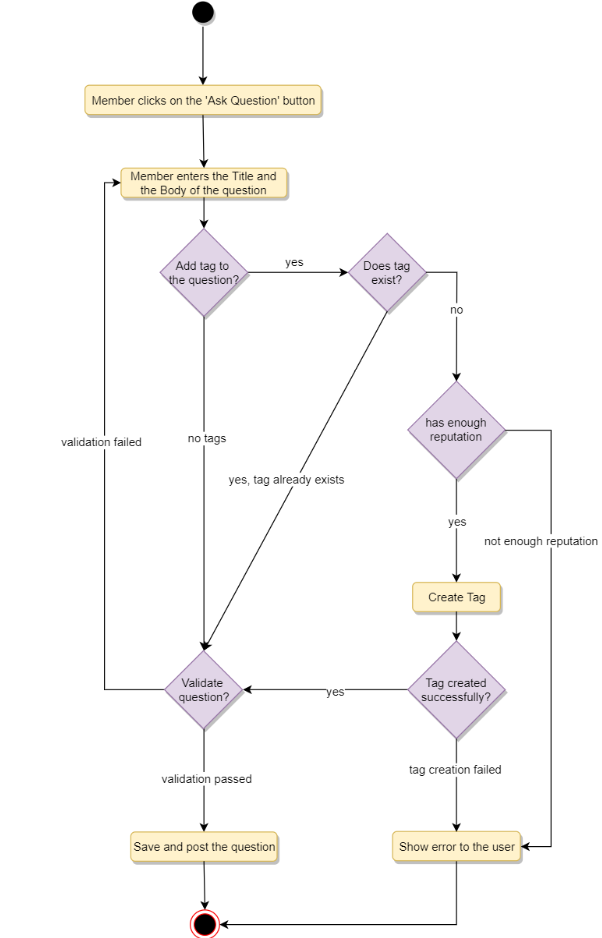 Member clicks on the 'Ask Question' button
Member enters the Title and
the Body of the question
Add tag to
the question?
yes
Does tag
exist?
no
has enough
reputation
no tags
validation failed
yes, tag already exists
yes
not enough reputation
Create Tag
Validate
question?
yes
Tag created
successfully?
validation passed
tag creation failed
Save and post the question
Show error to the user